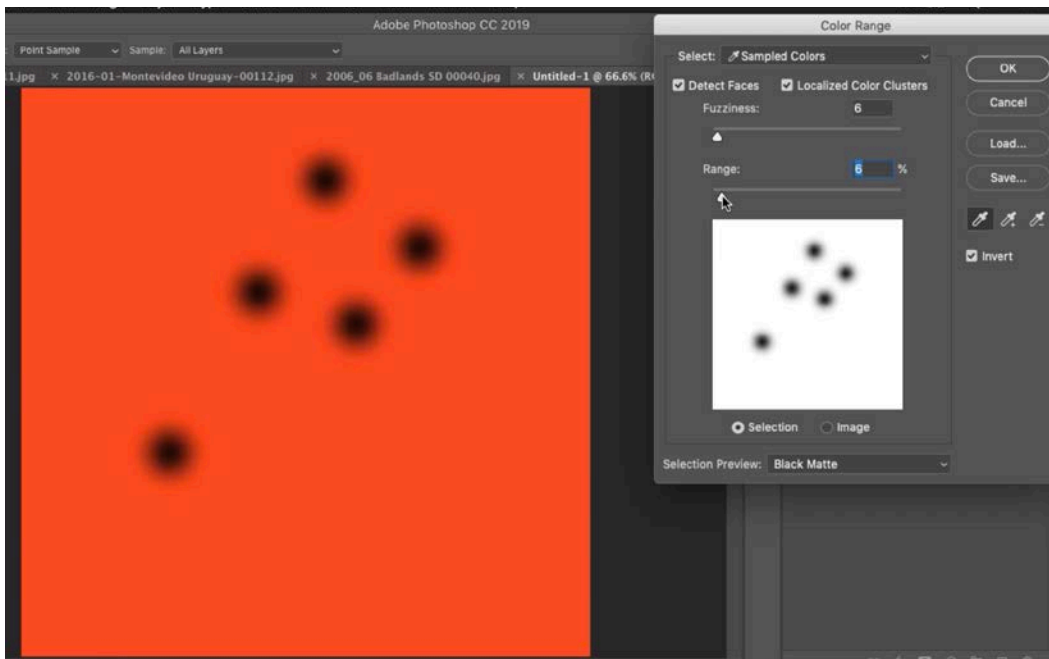 Adobe Photoshop CC 2019
Color Range
Point Sample
Sample: All Layers
1.jpg × 2016-01-Montevideo Uruguay-00112.jpg × 2006_06 Badlands SD 00040.jpg × Untitled-1 @ 66.6% (R
Select: Sampled Colors
OK
Detect Faces
Localized Color Clusters
Cancel
Fuzziness: 6
Load...
Range: 6 %
Save...
Invert
Selection
Image
Selection Preview: Black Matte